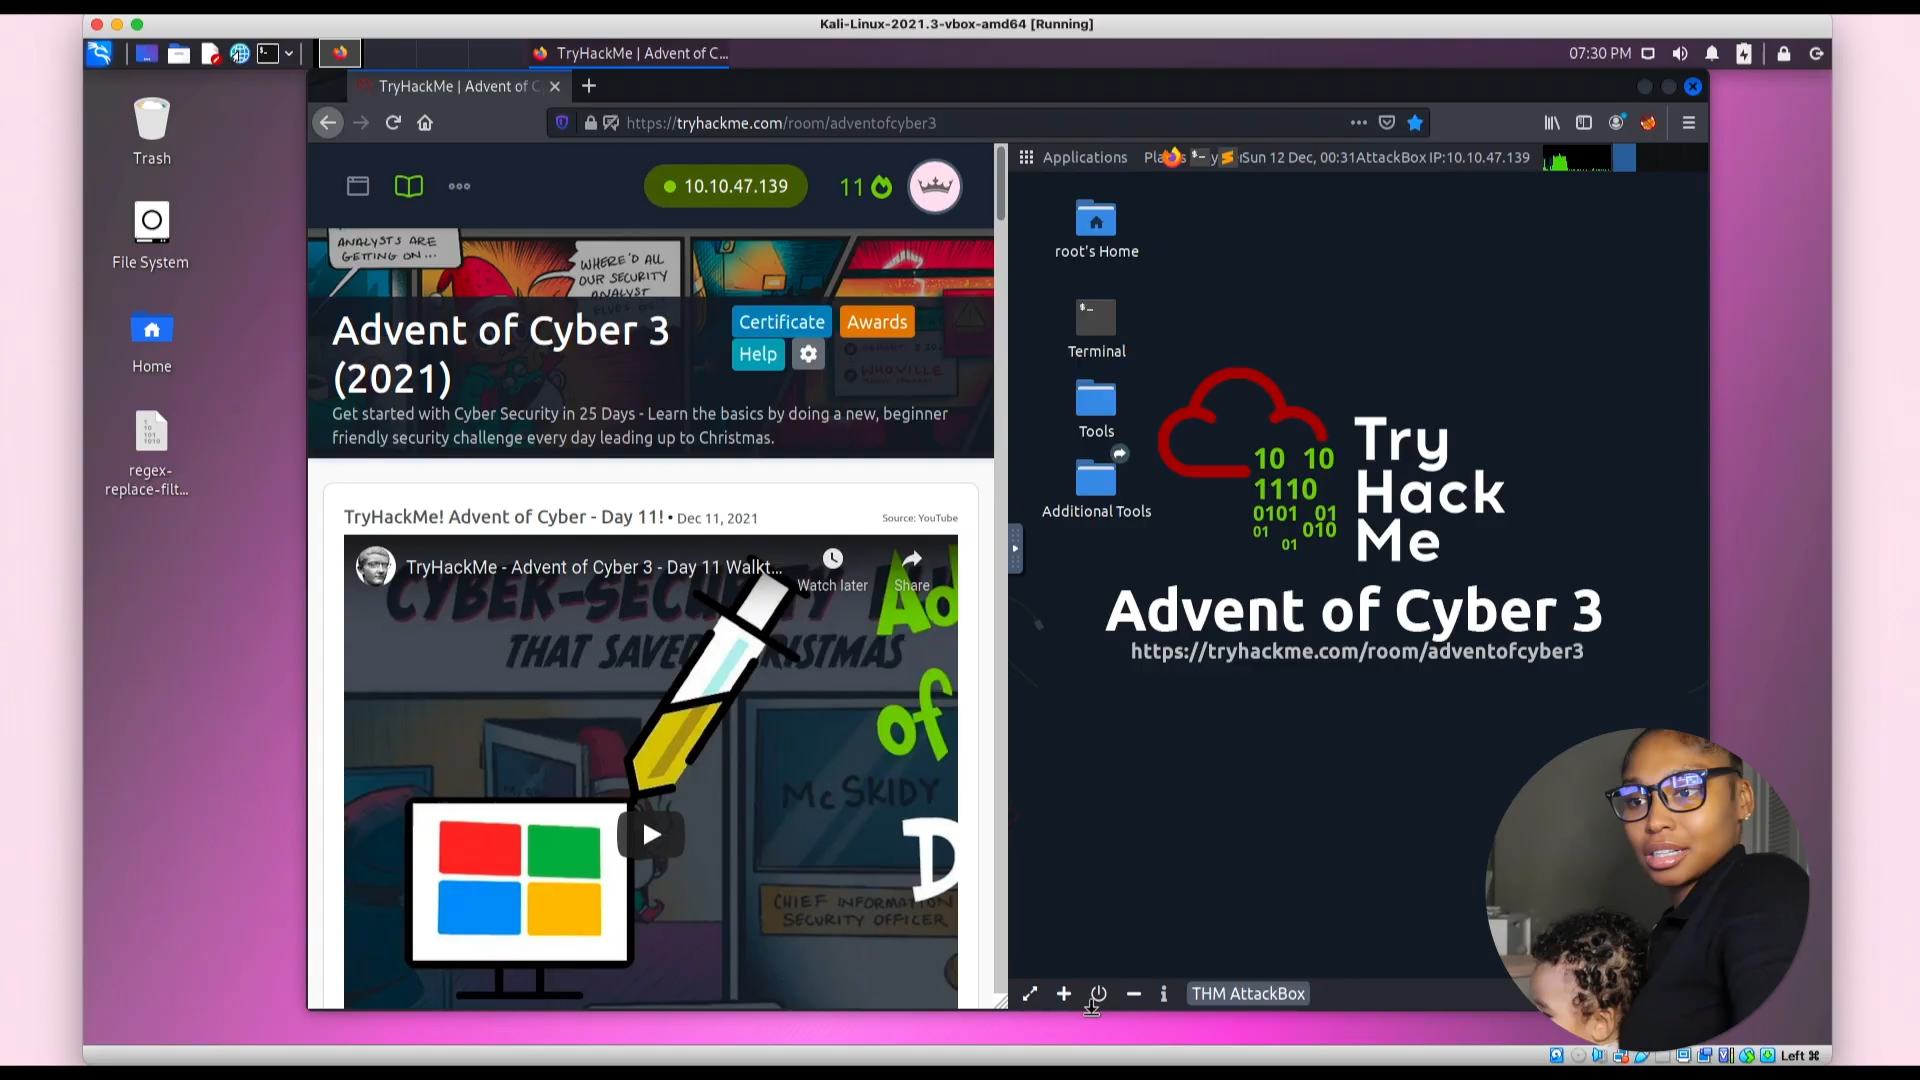 Kali-Linux-2021.3-vbox-amd64 [Running]
TryHackMe | Advent of C...
07:30 PM
TryHackMe | Advent of C
https://tryhackme.com/room/adventofcyber3
Trash
File System
Home
regex-
replace-filt...
10.10.47.139
11
ANALYSTS ARE
GETTING ON...
WHERE'D ALL
OUR SECURITY
ANALYST
Advent of Cyber 3
(2021)
Certificate
Awards
Help
Get started with Cyber Security in 25 Days - Learn the basics by doing a new, beginner
friendly security challenge every day leading up to Christmas.
TryHackMe! Advent of Cyber - Day 11! • Dec 11, 2021
Source: YouTube
TryHackMe - Advent of Cyber 3 - Day 11 Walkt...
Watch later
Share
CYBER-SECURITY
THAT SAVED
Ad
of
D
McSKIDY
CHIEF INFORMATION
SECURITY OFFICER
Applications
Sun 12 Dec, 00:31
AttackBox IP:10.10.47.139
root's Home
Terminal
Tools
Additional Tools
10 10
1110
0101 01
01 010
01
Try
Hack
Me
Advent of Cyber 3
https://tryhackme.com/room/adventofcyber3
THM AttackBox
Left ⌘